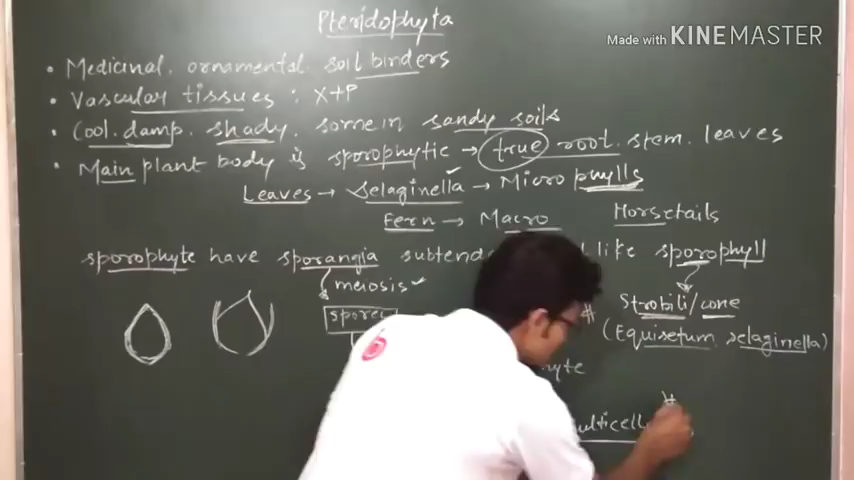 Pteridophyta
Made with KINEMASTER
• Medicinal, ornamental, soil binders
• Vascular tissues : X+P
• Cool, damp, shady, some in sandy soils
• Main plant body is sporophytic → true root, stem, leaves
Leaves → Selaginella → Microphylls
Fern → Macro
Horsetails
sporophyte have sporangia like sporophyll
meiosis
spores
Strobili/cone
(Equisetum, selaginella)